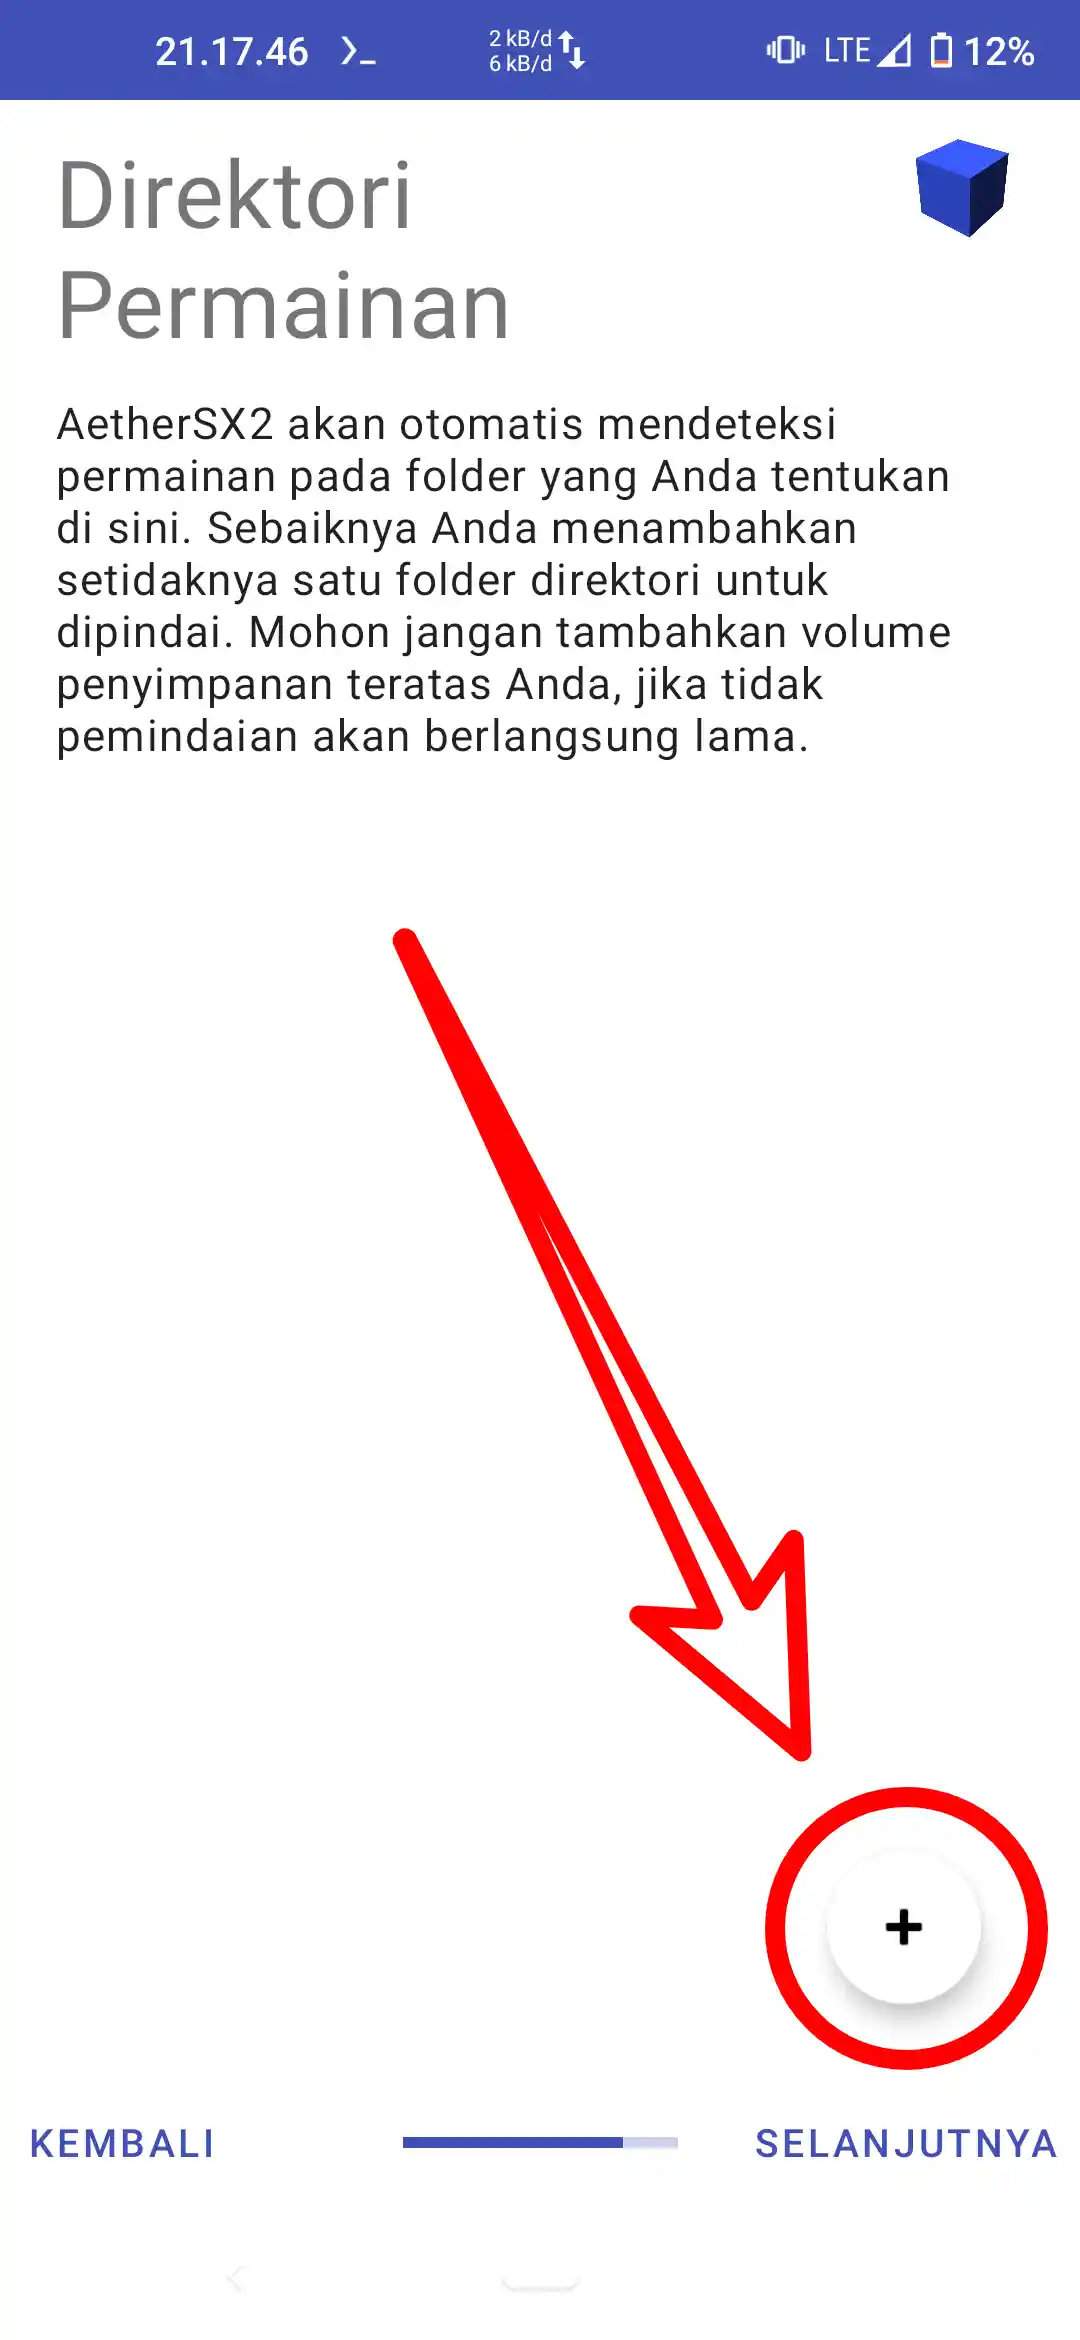 21.17.46 >_ 2 kB/d LTE 12%
6 kB/d
Direktori
Permainan
AetherSX2 akan otomatis mendeteksi
permainan pada folder yang Anda tentukan
di sini. Sebaiknya Anda menambahkan
setidaknya satu folder direktori untuk
dipindai. Mohon jangan tambahkan volume
penyimpanan teratas Anda, jika tidak
pemindaian akan berlangsung lama.
+
KEMBALI SELANJUTNYA